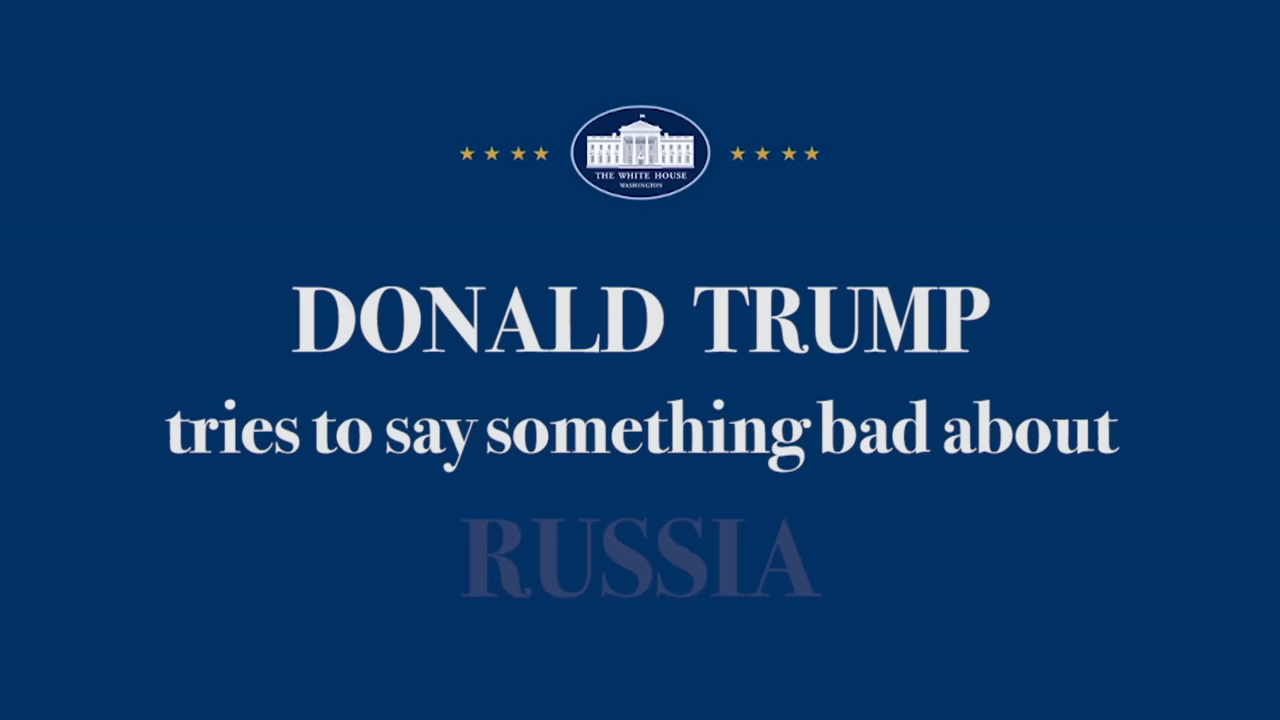 THE WHITE HOUSE
WASHINGTON
DONALD TRUMP
tries to say something bad about
RUSSIA